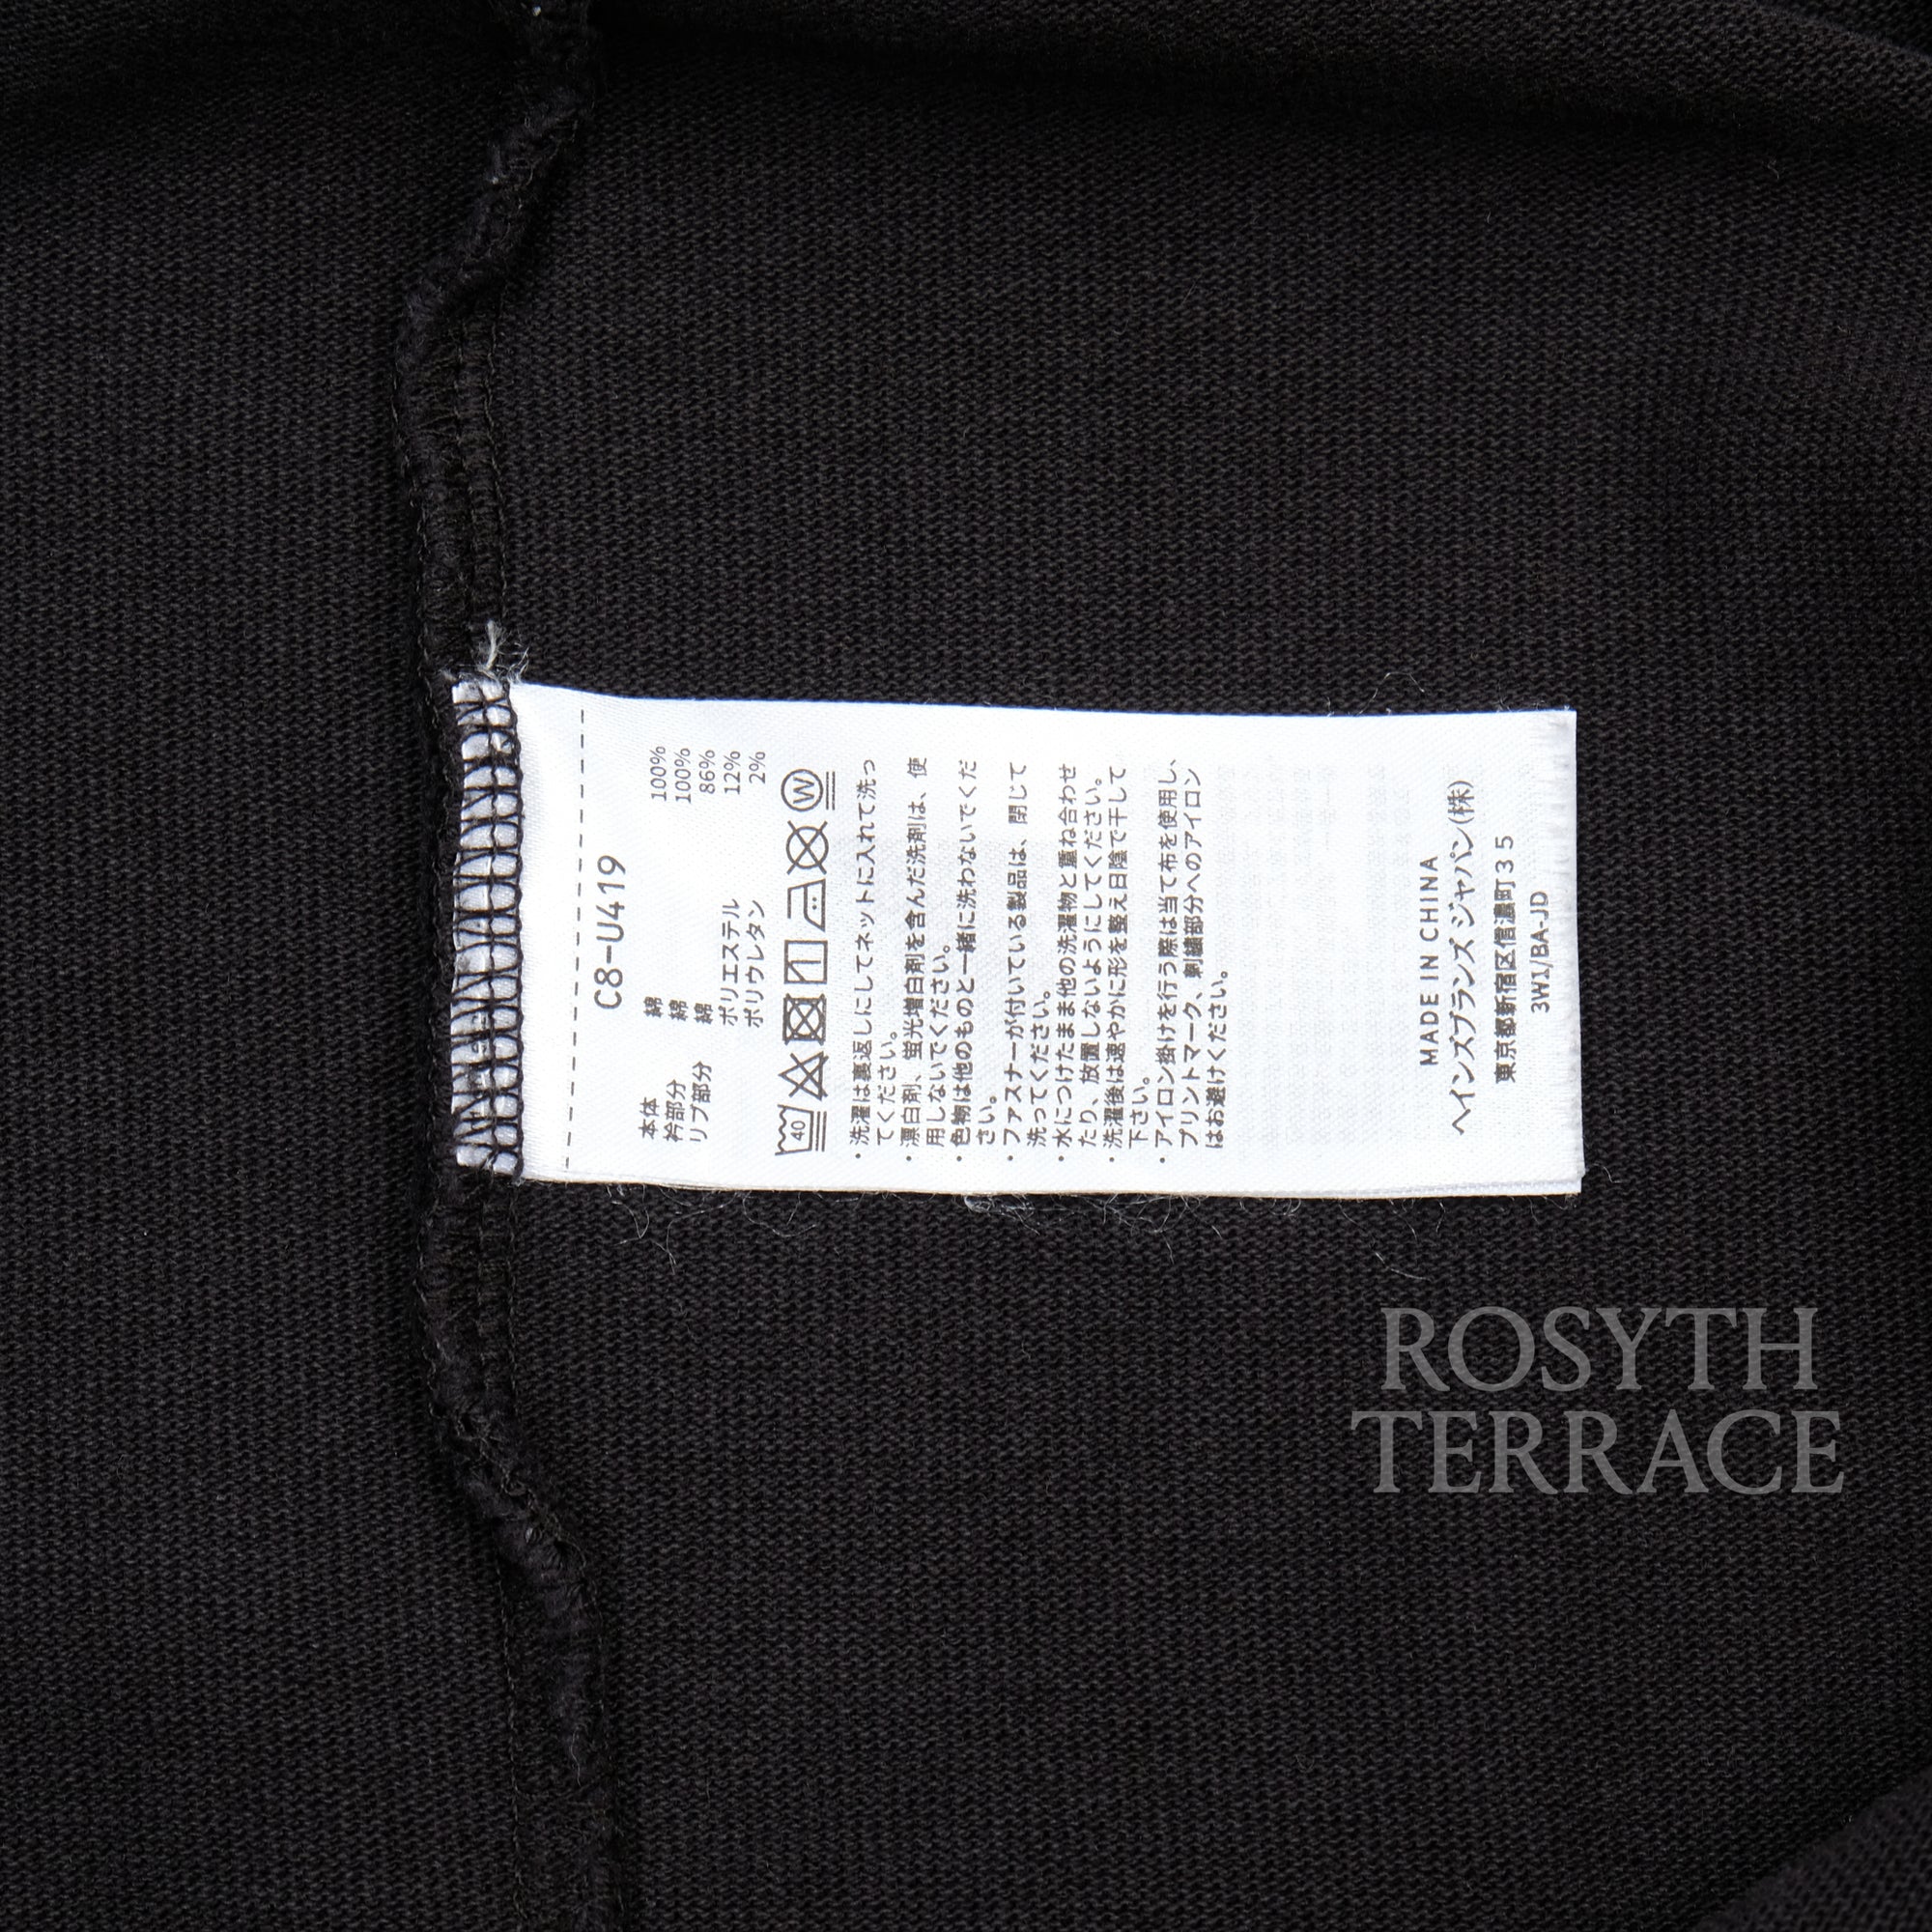 C8-U419
本体 綿 100%
衿部分 綿 100%
リブ部分 綿 86%
ポリエステル 12%
ポリウレタン 2%
40 W
・洗濯は裏返しにしてネットに入れて洗っ
てください。
・漂白剤、蛍光増白剤を含んだ洗剤は、使
用しないでください。
・色物は他のものと一緒に洗わないでくだ
さい。
・ファスナーが付いている製品は、閉じて
洗ってください。
・水につけたまま他の洗濯物と重ね合わせ
たり、放置しないようにしてください。
・洗濯後は速やかに形を整え日陰で干して
下さい。
・アイロン掛けを行う際は当て布を使用し、
プリントマーク、刺繍部分へのアイロン
はお避けください。
MADE IN CHINA
ヘインズブランズ ジャパン(株)
東京都新宿区信濃町35
3W1/BA-JD
ROSYTH
TERRACE